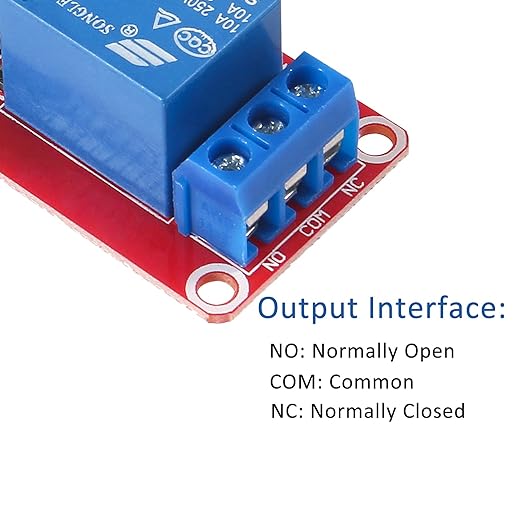 SONGLE
®
10A 250V
10A
CQC
NO
COM
NC
Output Interface:
NO: Normally Open
COM: Common
NC: Normally Closed